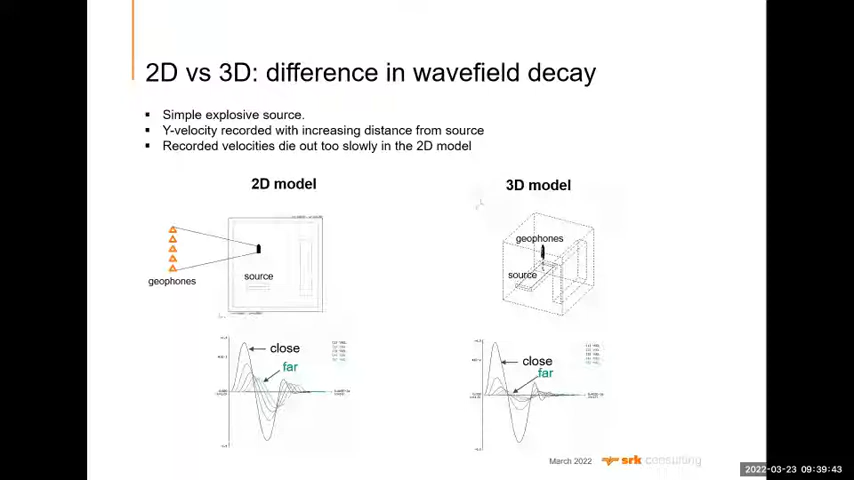 2D vs 3D: difference in wavefield decay
Simple explosive source.
Y-velocity recorded with increasing distance from source
Recorded velocities die out too slowly in the 2D model
2D model
3D model
geophones
source
geophones
source
close
far
close
far
March 2022
srk consulting
2022-03-23 09:39:43